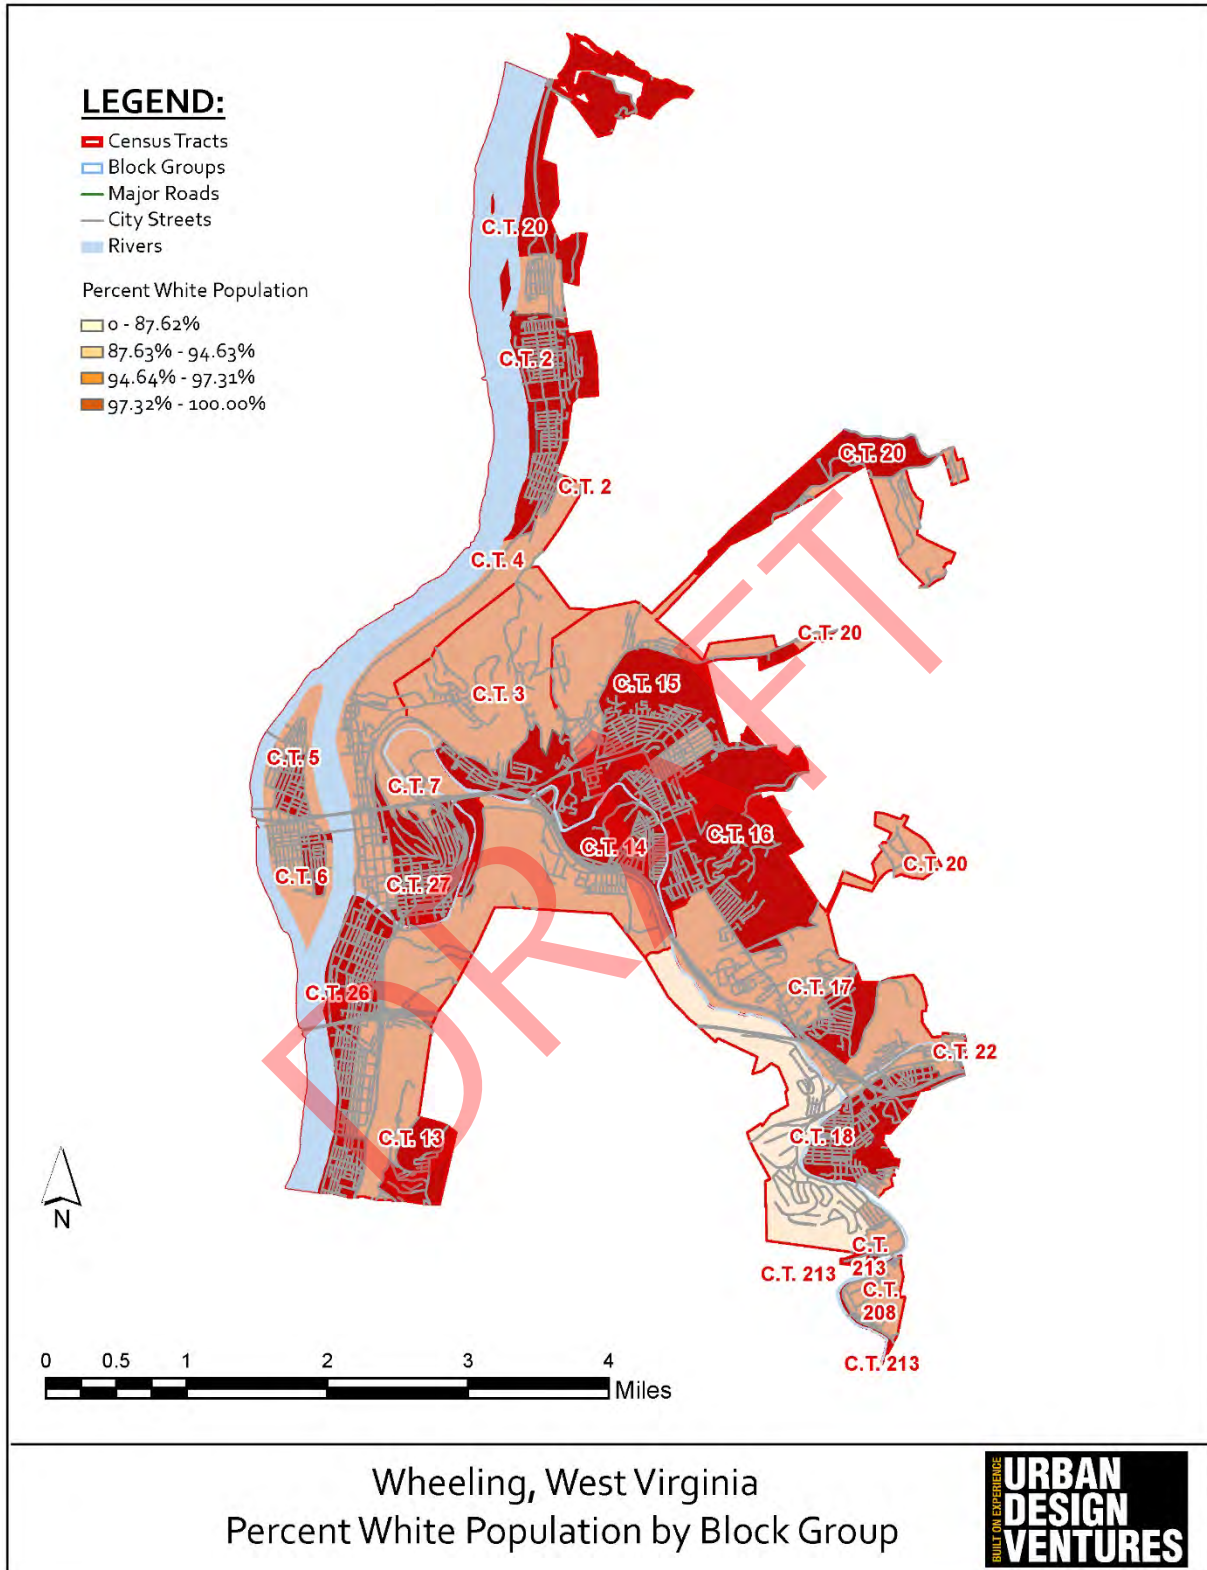 LEGEND:
Census Tracts
Block Groups
Major Roads
City Streets
Rivers
Percent White Population
0 - 87.62%
87.63% - 94.63%
94.64% - 97.31%
97.32% - 100.00%
C.T. 20
C.T. 2
C.T. 20
C.T. 2
C.T. 4
C.T. 20
C.T. 15
C.T. 3
C.T. 5
C.T. 7
C.T. 16
C.T. 14
C.T. 20
C.T. 6
C.T. 27
C.T. 17
C.T. 26
C.T. 22
C.T. 18
C.T. 13
C.T.
213
C.T. 213
C.T.
208
C.T. 213
DRAFT
N
0 0.5 1 2 3 4
Miles
Wheeling, West Virginia
Percent White Population by Block Group
BUILT ON EXPERIENCE
URBAN
DESIGN
VENTURES